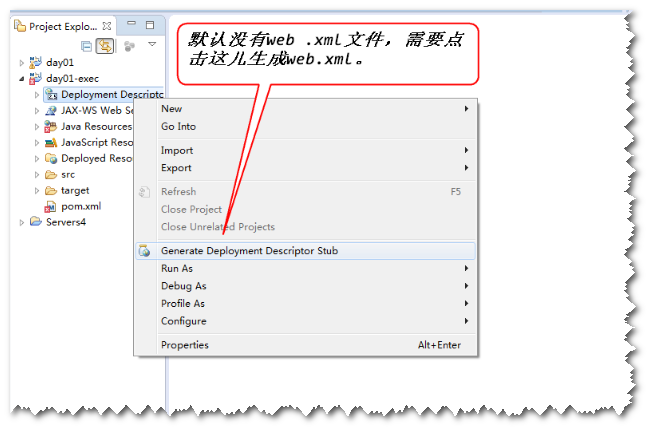 Project Explo...
默认没有web .xml文件，需要点
击这儿生成web.xml。
day01
day01-exec
Deployment Descriptc
JAX-WS Web Se
Java Resources
JavaScript Resou
Deployed Resou
src
target
pom.xml
Servers4
New
Go Into
Import
Export
Refresh F5
Close Project
Close Unrelated Projects
Generate Deployment Descriptor Stub
Run As
Debug As
Profile As
Configure
Properties Alt+Enter